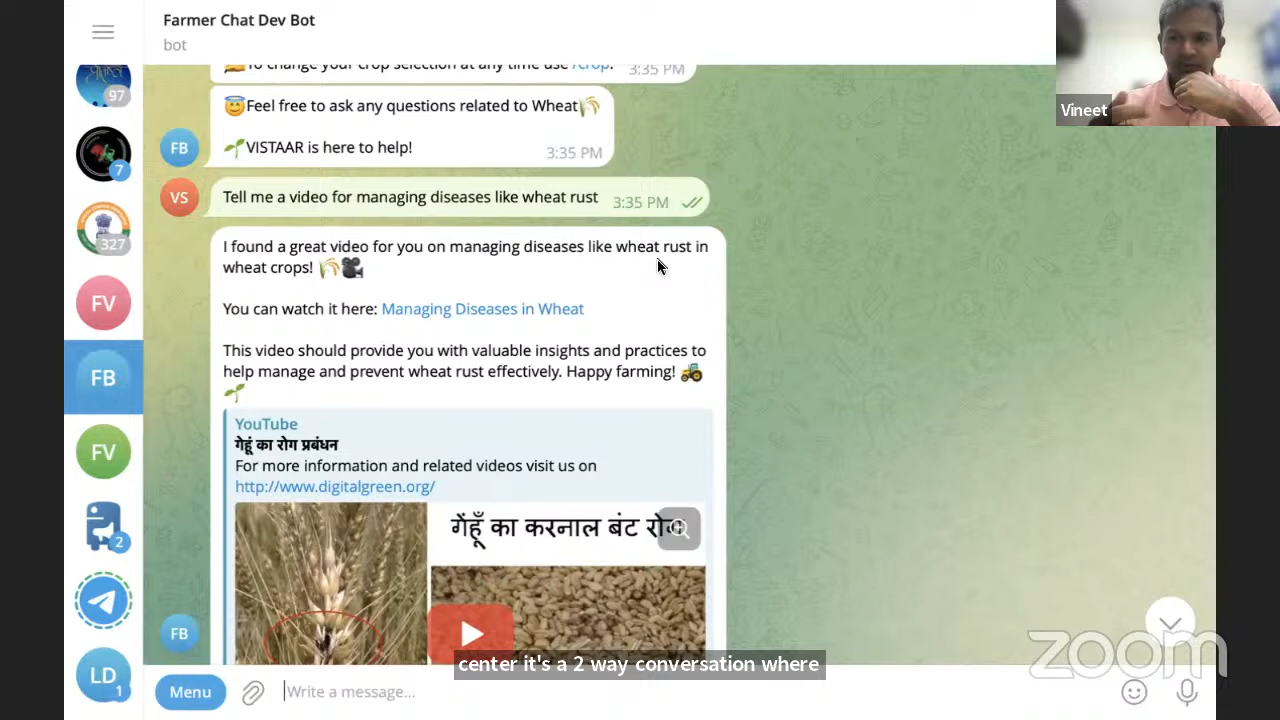 Farmer Chat Dev Bot
bot
97
7
327
FV
FB
FV
2
LD
1
To change your crop selection at any time use /crop. 3:35 PM
😇Feel free to ask any questions related to Wheat🌾
🌱VISTAAR is here to help! 3:35 PM
FB
VS
Tell me a video for managing diseases like wheat rust 3:35 PM
I found a great video for you on managing diseases like wheat rust in
wheat crops! 🌾🎥
You can watch it here: Managing Diseases in Wheat
This video should provide you with valuable insights and practices to
help manage and prevent wheat rust effectively. Happy farming! 🚜
🌱
YouTube
गेहूं का रोग प्रबंधन
For more information and related videos visit us on
http://www.digitalgreen.org/
गेंहूँ का करनाल बंट रोग
FB
center it's a 2 way conversation where
Menu
Write a message...
Vineet
zoom